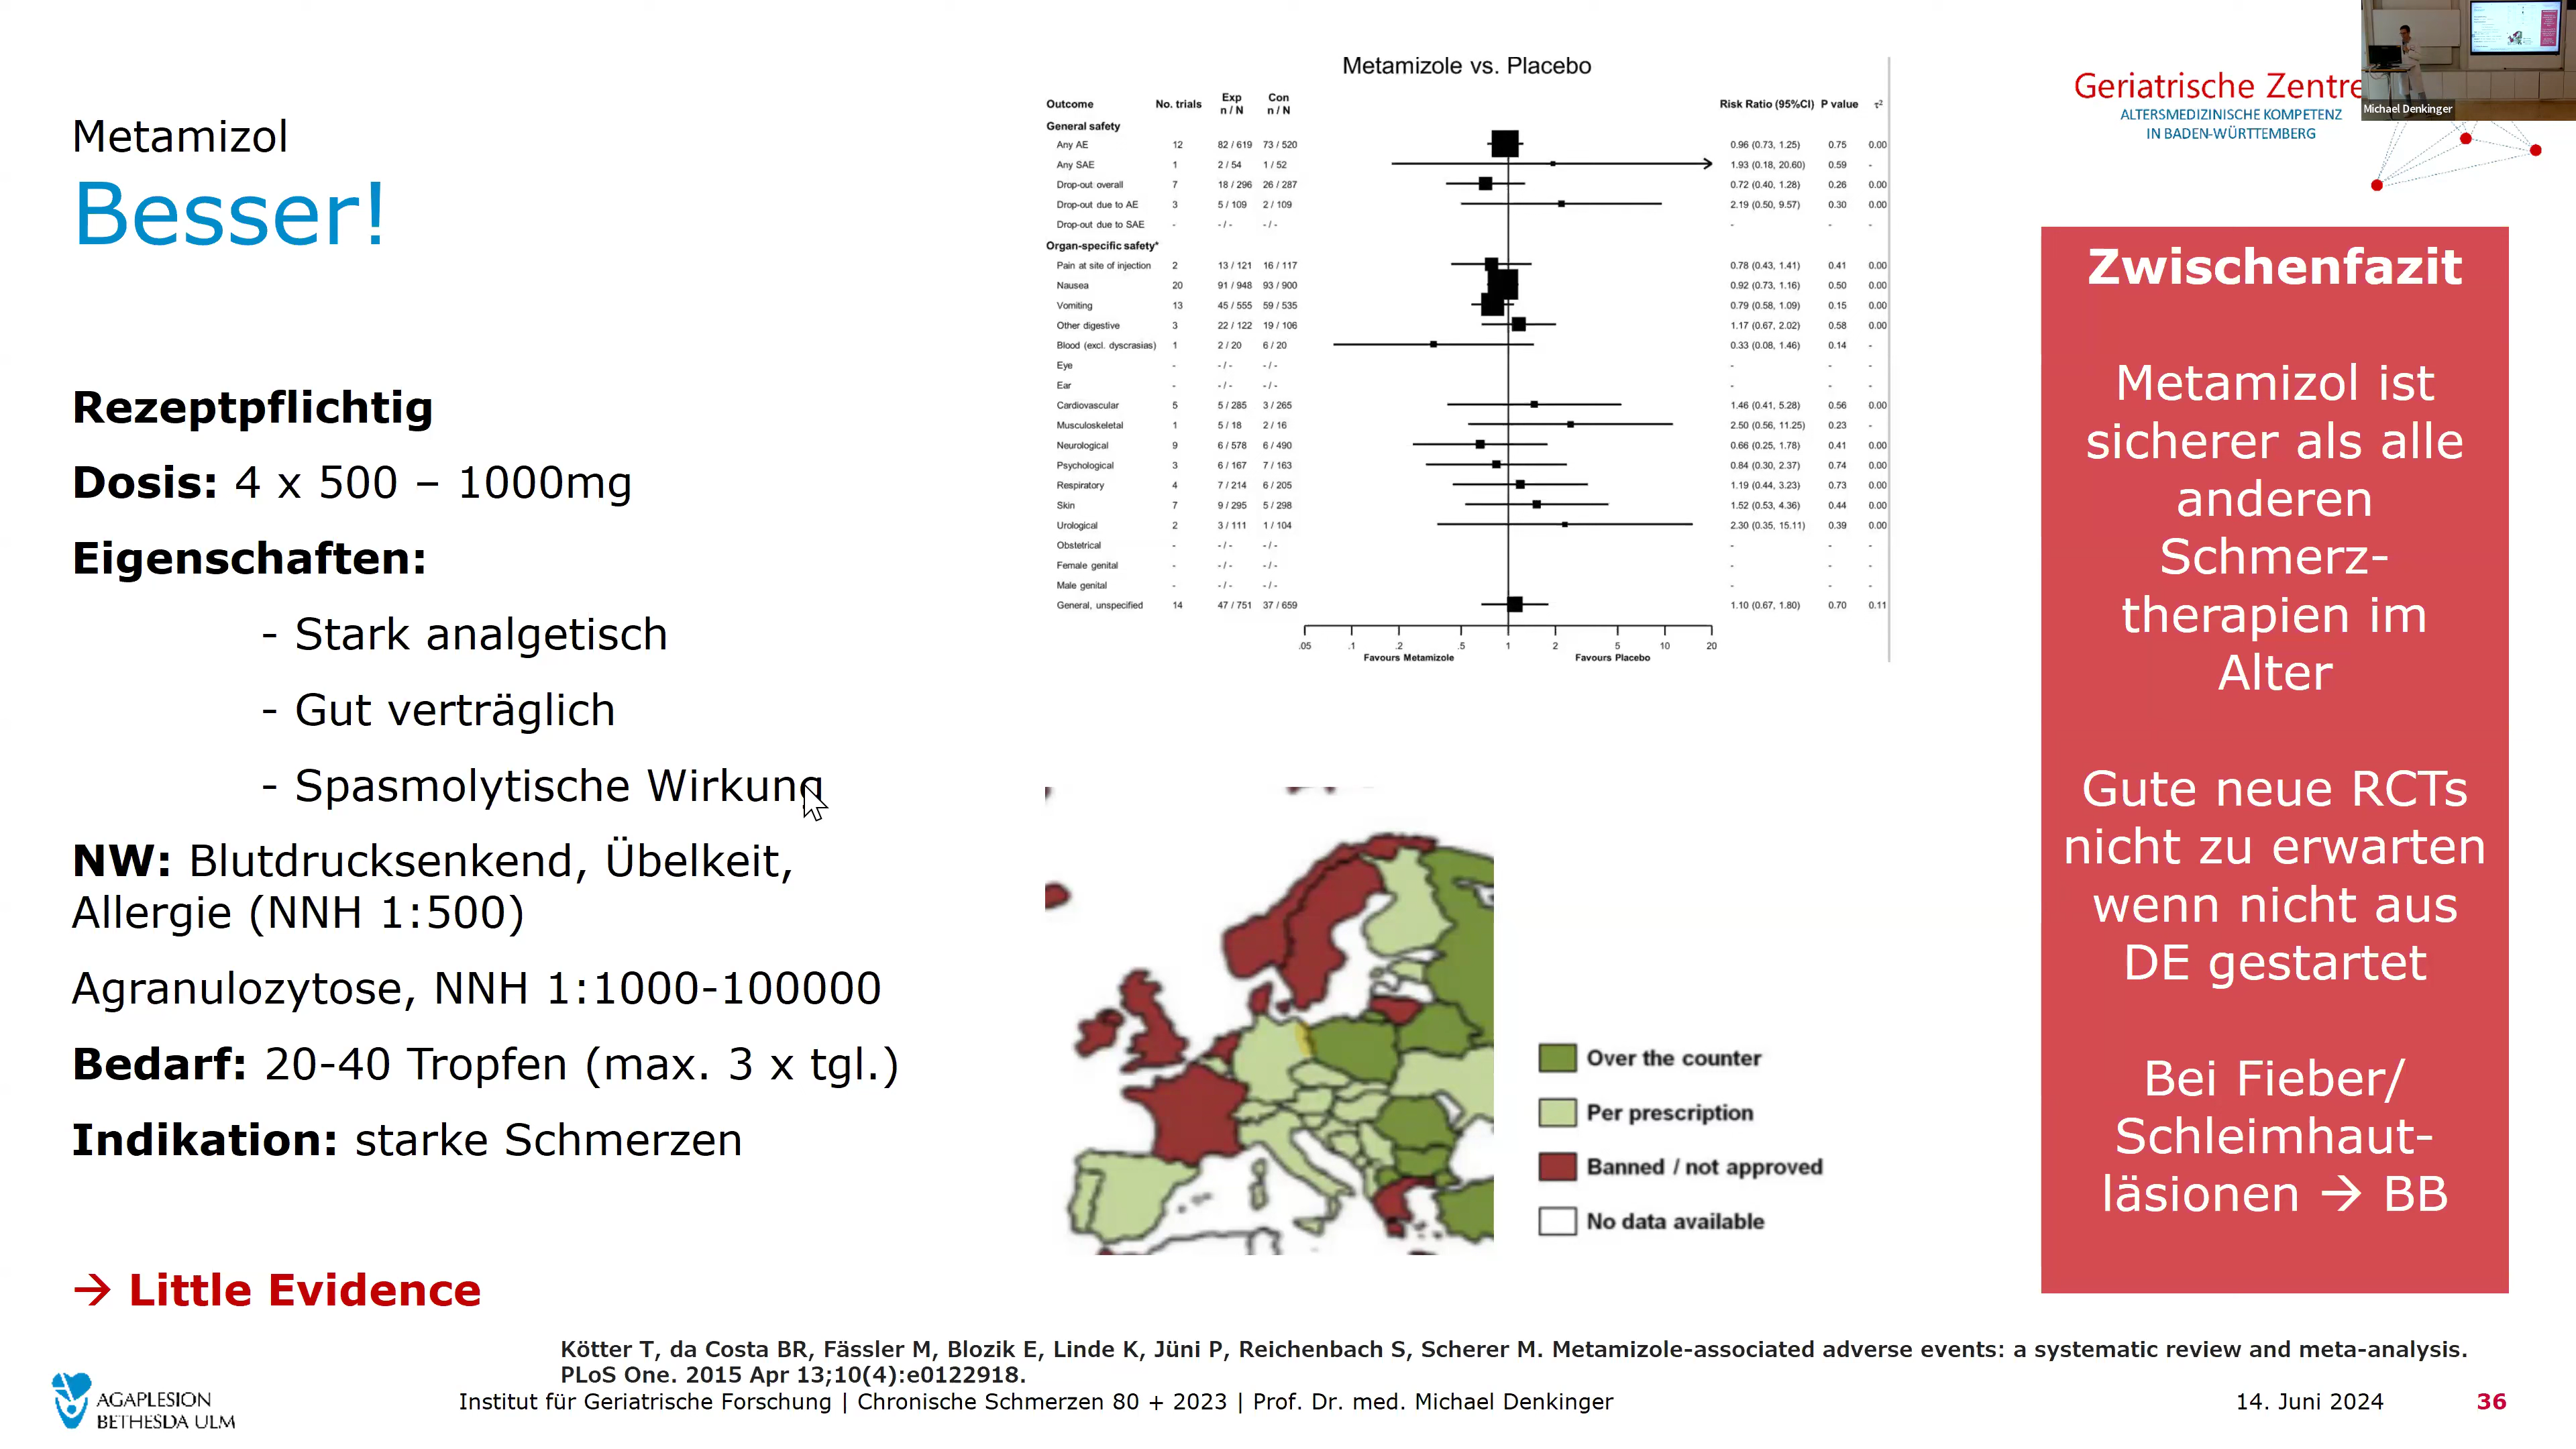 Metamizol
Besser!
Rezeptpflichtig
Dosis: 4 x 500 – 1000mg
Eigenschaften:
- Stark analgetisch
- Gut verträglich
- Spasmolytische Wirkung
NW: Blutdrucksenkend, Übelkeit,
Allergie (NNH 1:500)
Agranulozytose, NNH 1:1000-100000
Bedarf: 20-40 Tropfen (max. 3 x tgl.)
Indikation: starke Schmerzen
→ Little Evidence
Metamizole vs. Placebo
Outcome No. trials Exp n / N Con n / N Risk Ratio (95%CI) P value τ²
General safety
Any AE 12 82 / 619 73 / 520 0.96 (0.73, 1.25) 0.75 0.00
Any SAE 1 2 / 54 1 / 52 1.93 (0.18, 20.60) 0.59 -
Drop-out overall 7 18 / 296 26 / 287 0.72 (0.40, 1.28) 0.26 0.00
Drop-out due to AE 3 5 / 109 2 / 109 2.19 (0.50, 9.57) 0.30 0.00
Drop-out due to SAE - - / - - / - - - -
Organ-specific safety*
Pain at site of injection 2 13 / 121 16 / 117 0.78 (0.43, 1.41) 0.41 0.00
Nausea 20 91 / 948 93 / 900 0.92 (0.73, 1.16) 0.50 0.00
Vomiting 13 45 / 555 59 / 535 0.79 (0.58, 1.09) 0.15 0.00
Other digestive 3 22 / 122 19 / 106 1.17 (0.67, 2.02) 0.58 0.00
Blood (excl. dyscrasias) 1 2 / 20 6 / 20 0.33 (0.08, 1.46) 0.14 -
Eye - - / - - / - - - -
Ear - - / - - / - - - -
Cardiovascular 5 5 / 285 3 / 265 1.46 (0.41, 5.28) 0.56 0.00
Musculoskeletal 1 5 / 18 2 / 16 2.50 (0.56, 11.25) 0.23 -
Neurological 9 6 / 578 6 / 490 0.66 (0.25, 1.78) 0.41 0.00
Psychological 3 6 / 167 7 / 163 0.84 (0.30, 2.37) 0.74 0.00
Respiratory 4 7 / 214 6 / 205 1.19 (0.44, 3.23) 0.73 0.00
Skin 7 9 / 295 5 / 298 1.52 (0.53, 4.36) 0.44 0.00
Urological 2 3 / 111 1 / 104 2.30 (0.35, 15.11) 0.39 0.00
Obstetrical - - / - - / - - - -
Female genital - - / - - / - - - -
Male genital - - / - - / - - - -
General, unspecified 14 47 / 751 37 / 659 1.10 (0.67, 1.80) 0.70 0.11
.05 .1 .2 .5 1 2 5 10 20
Favours Metamizole Favours Placebo
Over the counter
Per prescription
Banned / not approved
No data available
Geriatrische Zentre
ALTERSMEDIZINISCHE KOMPETENZ
IN BADEN-WÜRTTEMBERG
Michael Denkinger
Zwischenfazit
Metamizol ist
sicherer als alle
anderen
Schmerz-
therapien im
Alter
Gute neue RCTs
nicht zu erwarten
wenn nicht aus
DE gestartet
Bei Fieber/
Schleimhaut-
läsionen → BB
Kötter T, da Costa BR, Fässler M, Blozik E, Linde K, Jüni P, Reichenbach S, Scherer M. Metamizole-associated adverse events: a systematic review and meta-analysis.
PLoS One. 2015 Apr 13;10(4):e0122918.
AGAPLESION
BETHESDA ULM
Institut für Geriatrische Forschung | Chronische Schmerzen 80 + 2023 | Prof. Dr. med. Michael Denkinger
14. Juni 2024
36